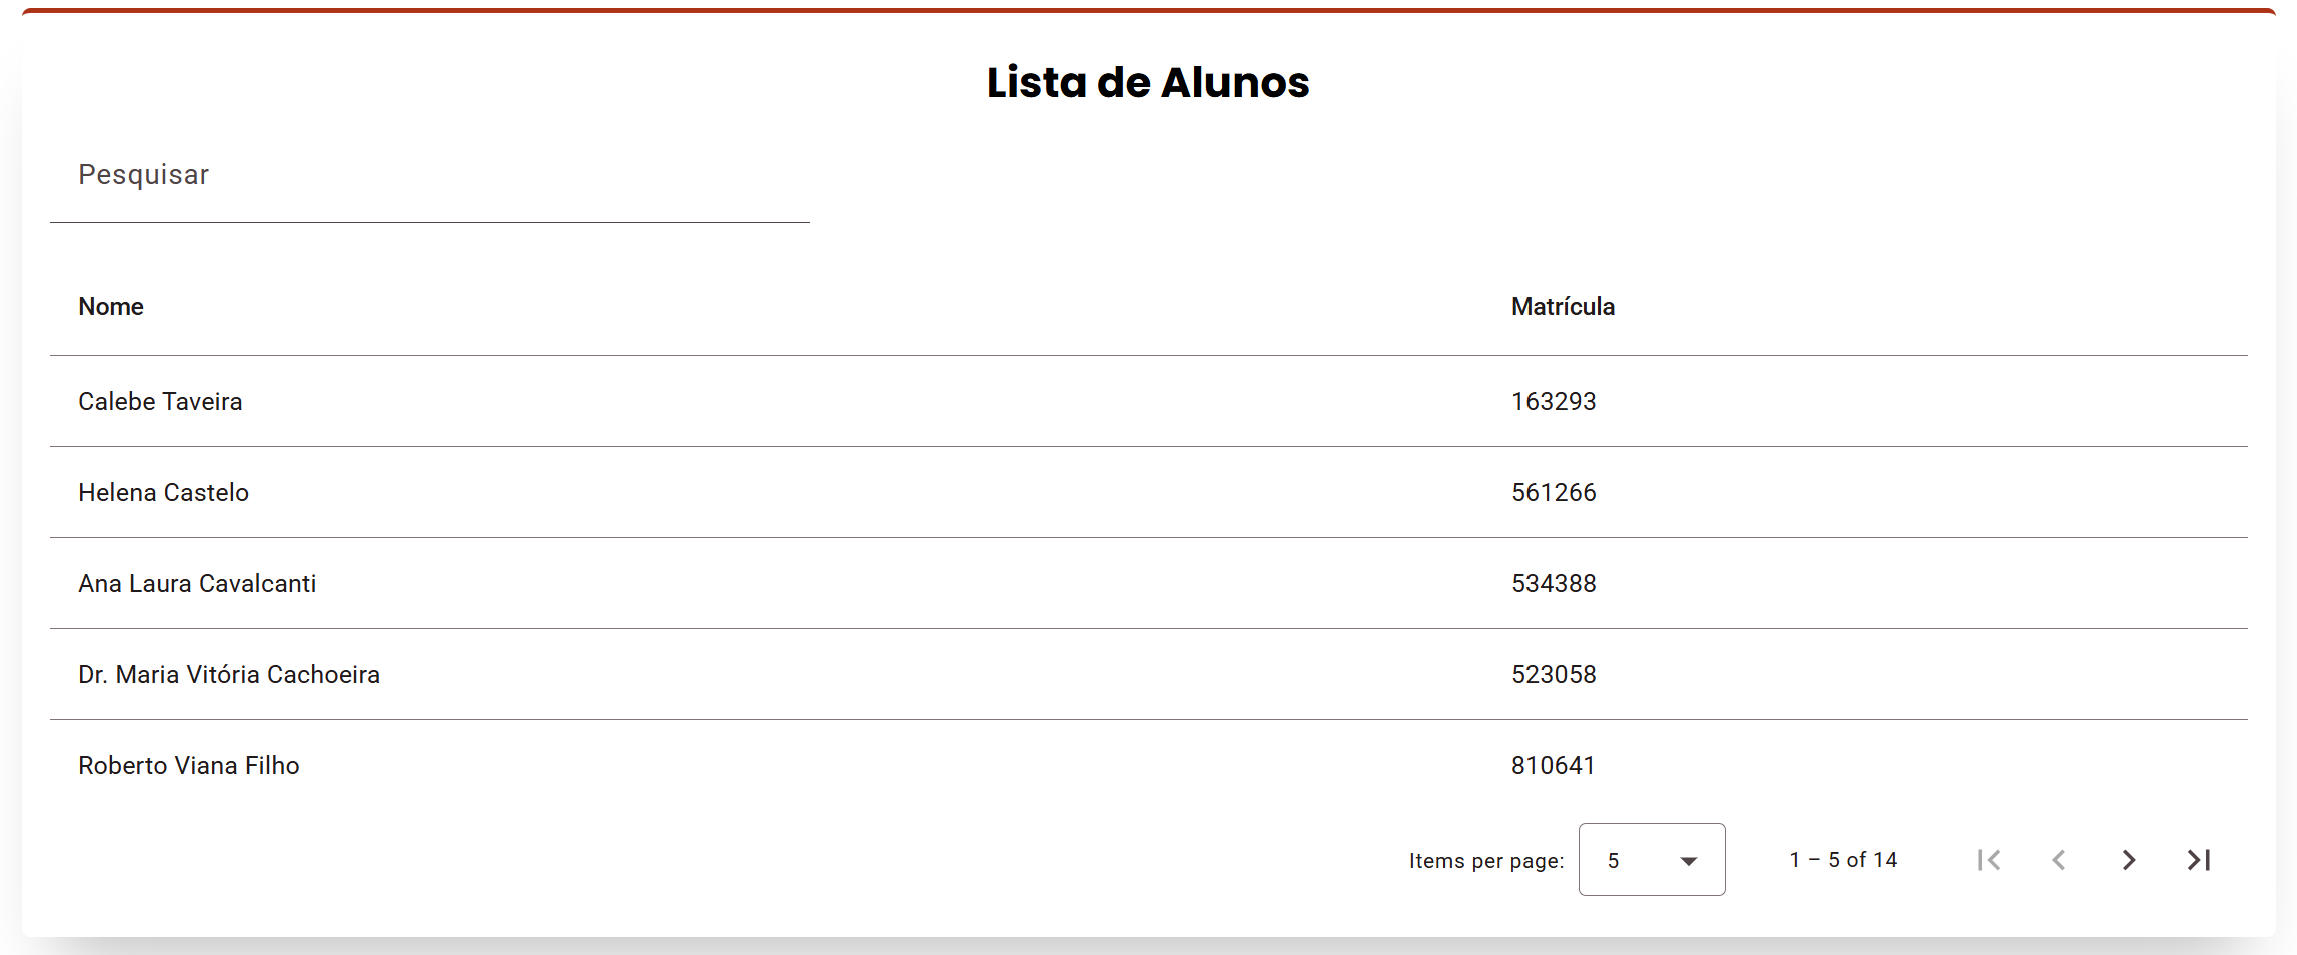 Lista de Alunos
Pesquisar
Nome Matrícula
Calebe Taveira 163293
Helena Castelo 561266
Ana Laura Cavalcanti 534388
Dr. Maria Vitória Cachoeira 523058
Roberto Viana Filho 810641
Items per page: 5 1 – 5 of 14